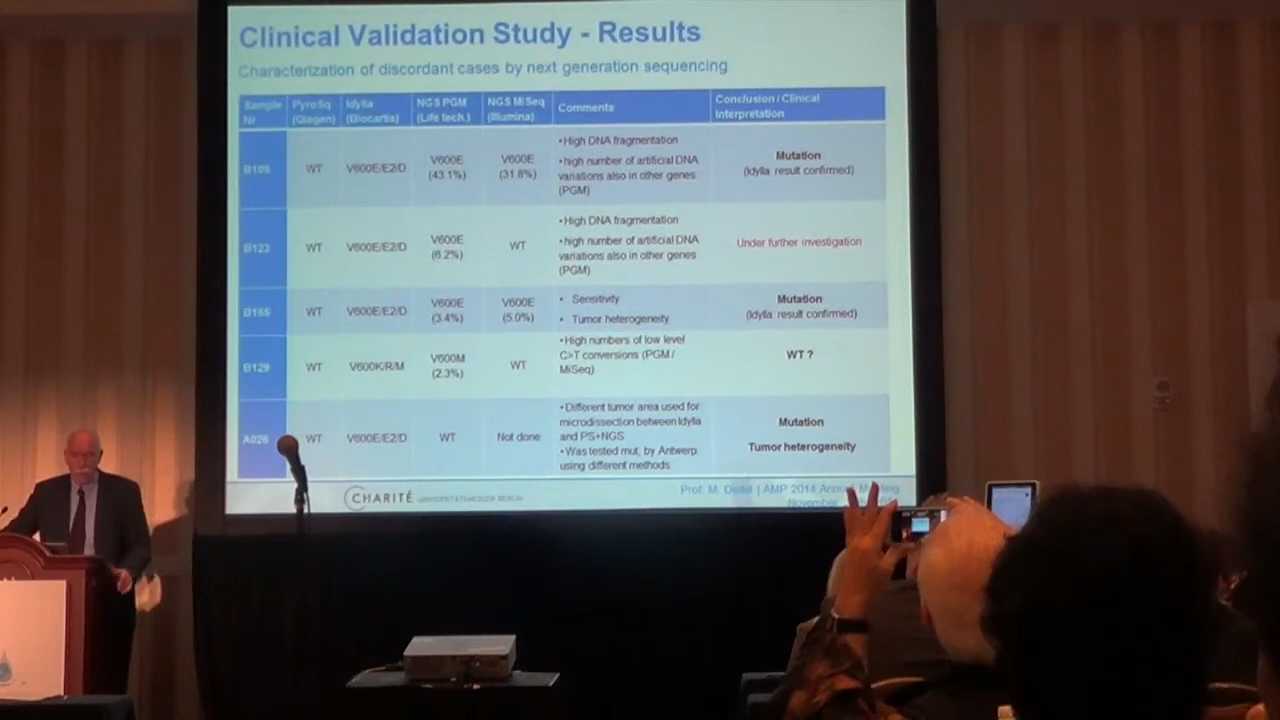 Clinical Validation Study - Results
Characterization of discordant cases by next generation sequencing
Sample Nr
PyroSq (Qiagen)
Idylla (Biocartis)
NGS PGM (Life tech.)
NGS MiSeq (Illumina)
Comments
Conclusion / Clinical Interpretation
B109
WT
V600E/E2/D
V600E (43.1%)
V600E (31.8%)
•High DNA fragmentation
•high number of artificial DNA
variations also in other genes
(PGM)
Mutation
(Idylla result confirmed)
B123
WT
V600E/E2/D
V600E (6.2%)
WT
•High DNA fragmentation
•high number of artificial DNA
variations also in other genes
(PGM)
Under further investigation
B165
WT
V600E/E2/D
V600E (3.4%)
V600E (5.0%)
• Sensitivity
• Tumor heterogeneity
Mutation
(Idylla result confirmed)
B129
WT
V600K/R/M
V600M (2.3%)
WT
•High numbers of low level
C>T conversions (PGM /
MiSeq)
WT ?
A026
WT
V600E/E2/D
WT
Not done
•Different tumor area used for
microdissection between Idylla
and PS+NGS
•Was tested mut. by Antwerp
using different methods
Mutation
Tumor heterogeneity
CHARITÉ UNIVERSITÄTSMEDIZIN BERLIN
Prof. M. Dietel | AMP 2014 Annual Meeting
November